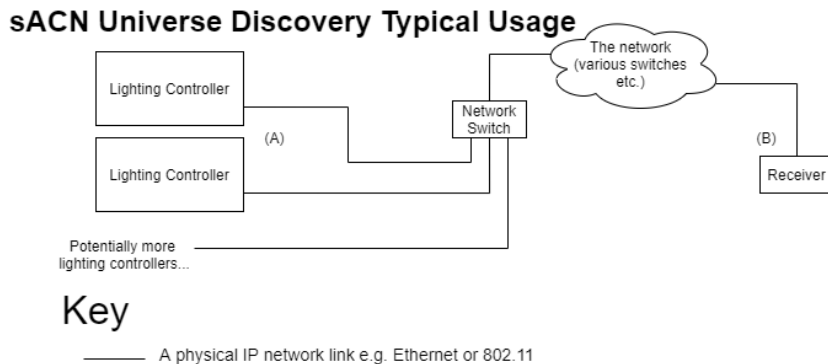 sACN Universe Discovery Typical Usage
The network
(various switches
etc.)
Lighting Controller
Network
Switch
(A)
(B)
Lighting Controller
Receiver
Potentially more
lighting controllers...
Key
A physical IP network link e.g. Ethernet or 802.11